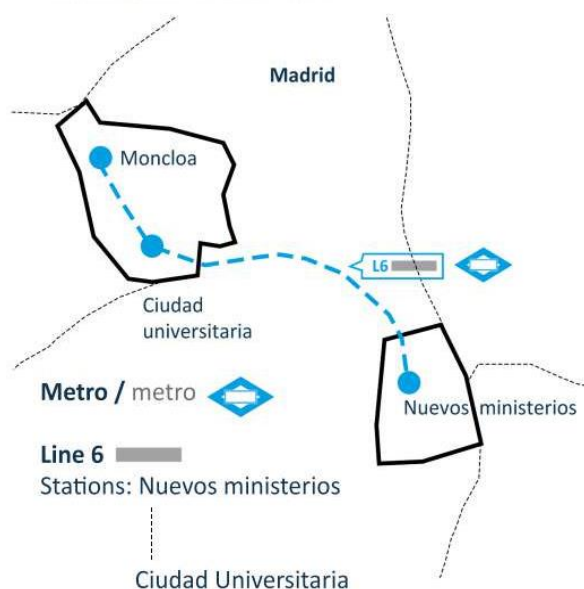 Madrid
Moncloa
L6
Ciudad
universitaria
Nuevos ministerios
Metro / metro
Line 6
Stations: Nuevos ministerios
Ciudad Universitaria